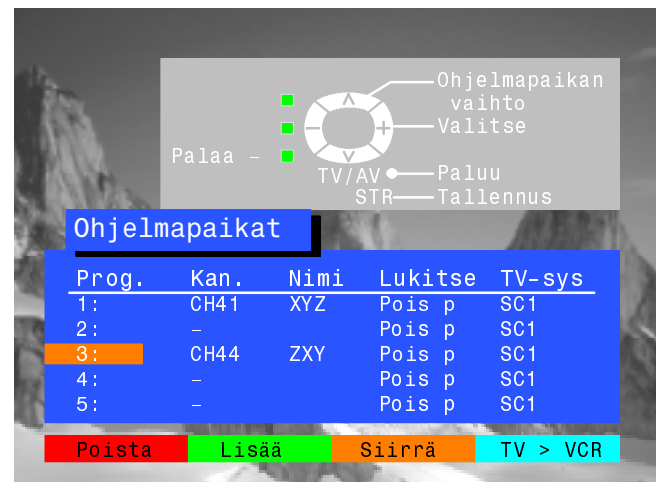 Ohjelmapaikan
vaihto
Valitse
Palaa –
TV/AV Paluu
STR Tallennus
Ohjelmapaikat
Prog. Kan. Nimi Lukitse TV-sys
1: CH41 XYZ Pois p SC1
2: – Pois p SC1
3: CH44 ZXY Pois p SC1
4: – Pois p SC1
5: – Pois p SC1
Poista Lisää Siirrä TV > VCR